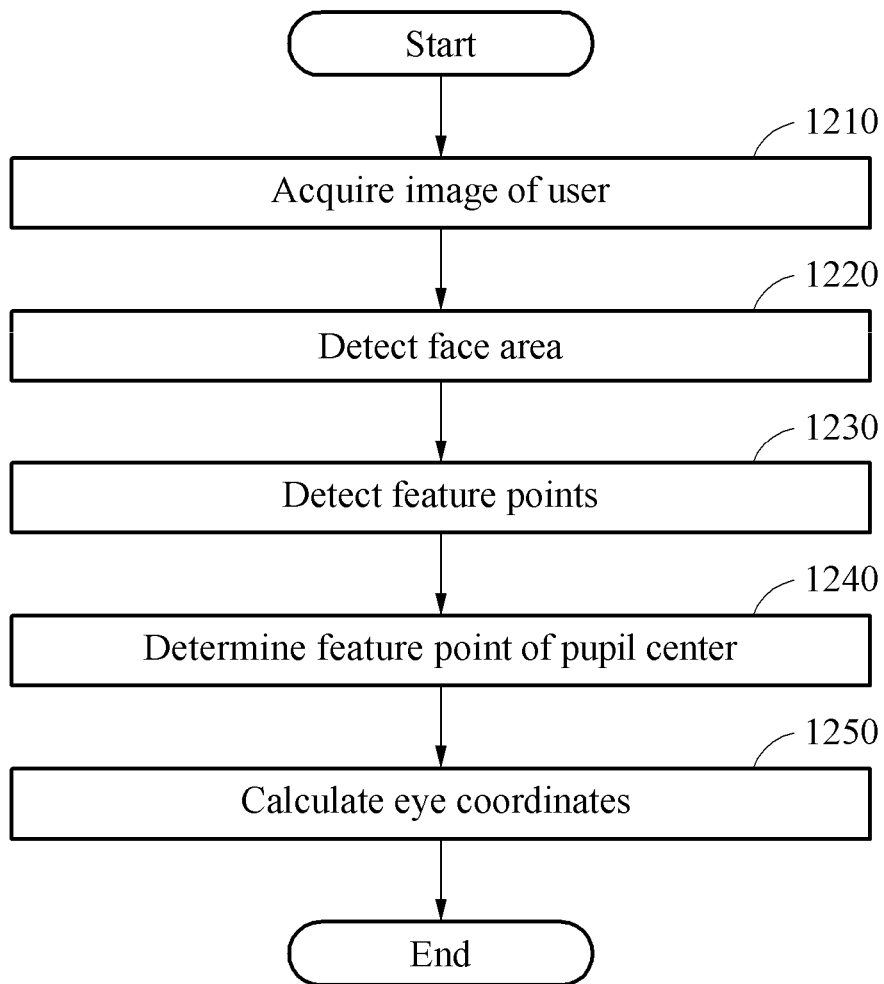 Start
1210
Acquire image of user
1220
Detect face area
1230
Detect feature points
1240
Determine feature point of pupil center
1250
Calculate eye coordinates
End